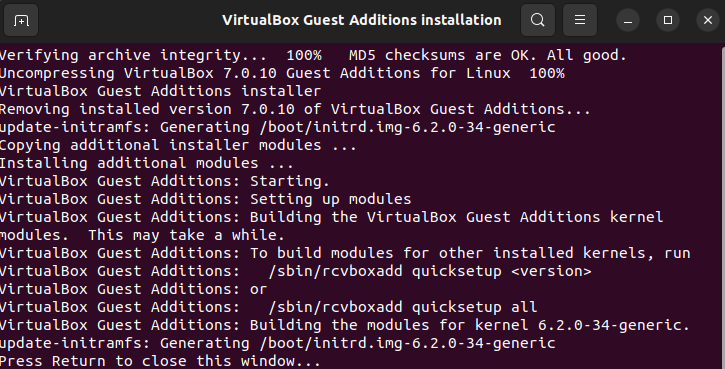 VirtualBox Guest Additions installation
Verifying archive integrity...  100%   MD5 checksums are OK. All good.
Uncompressing VirtualBox 7.0.10 Guest Additions for Linux  100%
VirtualBox Guest Additions installer
Removing installed version 7.0.10 of VirtualBox Guest Additions...
update-initramfs: Generating /boot/initrd.img-6.2.0-34-generic
Copying additional installer modules ...
Installing additional modules ...
VirtualBox Guest Additions: Starting.
VirtualBox Guest Additions: Setting up modules
VirtualBox Guest Additions: Building the VirtualBox Guest Additions kernel
modules.  This may take a while.
VirtualBox Guest Additions: To build modules for other installed kernels, run
VirtualBox Guest Additions:   /sbin/rcvboxadd quicksetup <version>
VirtualBox Guest Additions: or
VirtualBox Guest Additions:   /sbin/rcvboxadd quicksetup all
VirtualBox Guest Additions: Building the modules for kernel 6.2.0-34-generic.
update-initramfs: Generating /boot/initrd.img-6.2.0-34-generic
Press Return to close this window...